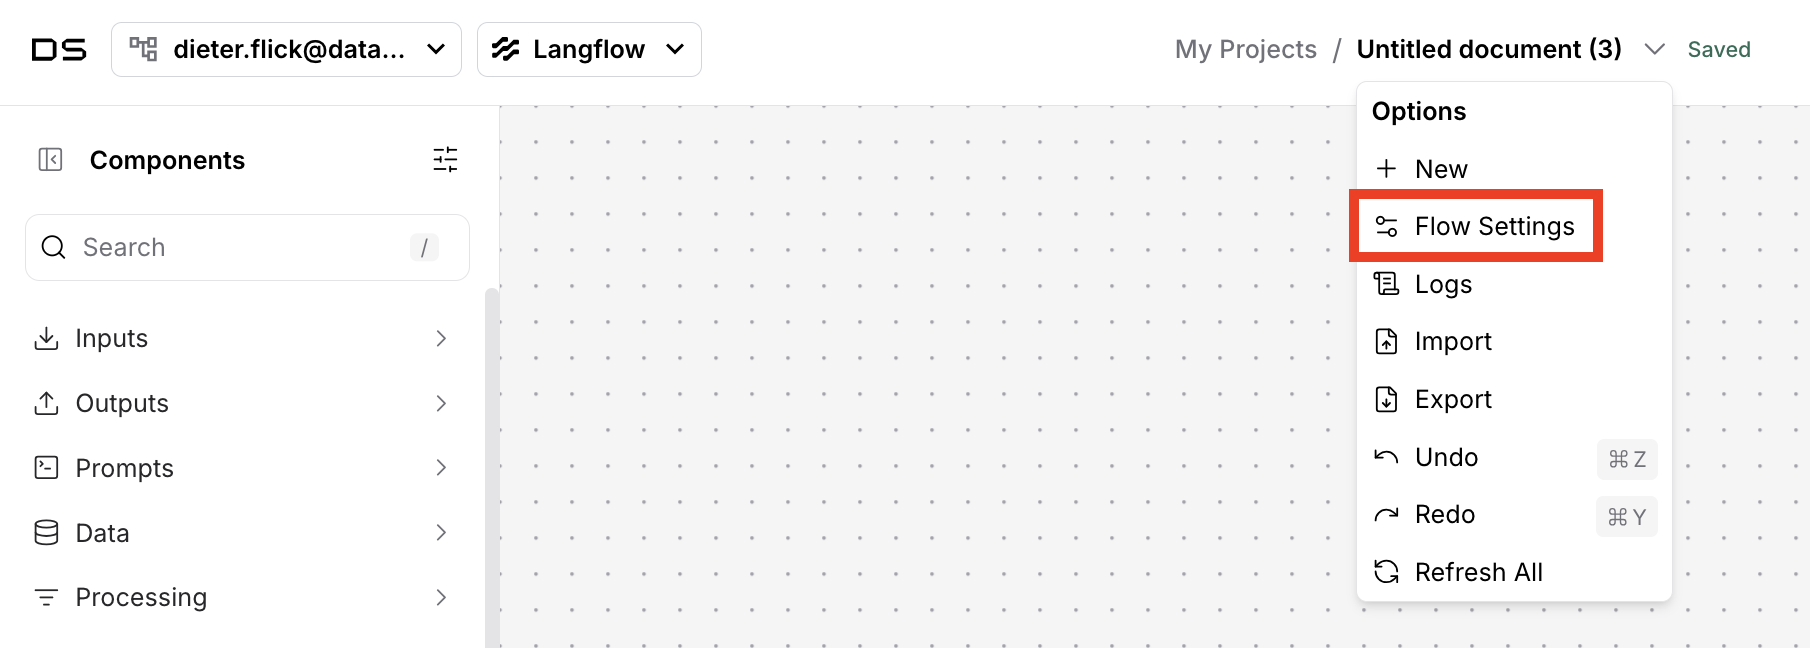 DS dieter.flick@data... Langflow My Projects / Untitled document (3) Saved
Components
Search /
Inputs
Outputs
Prompts
Data
Processing
Options
New
Flow Settings
Logs
Import
Export
Undo ⌘ Z
Redo ⌘ Y
Refresh All